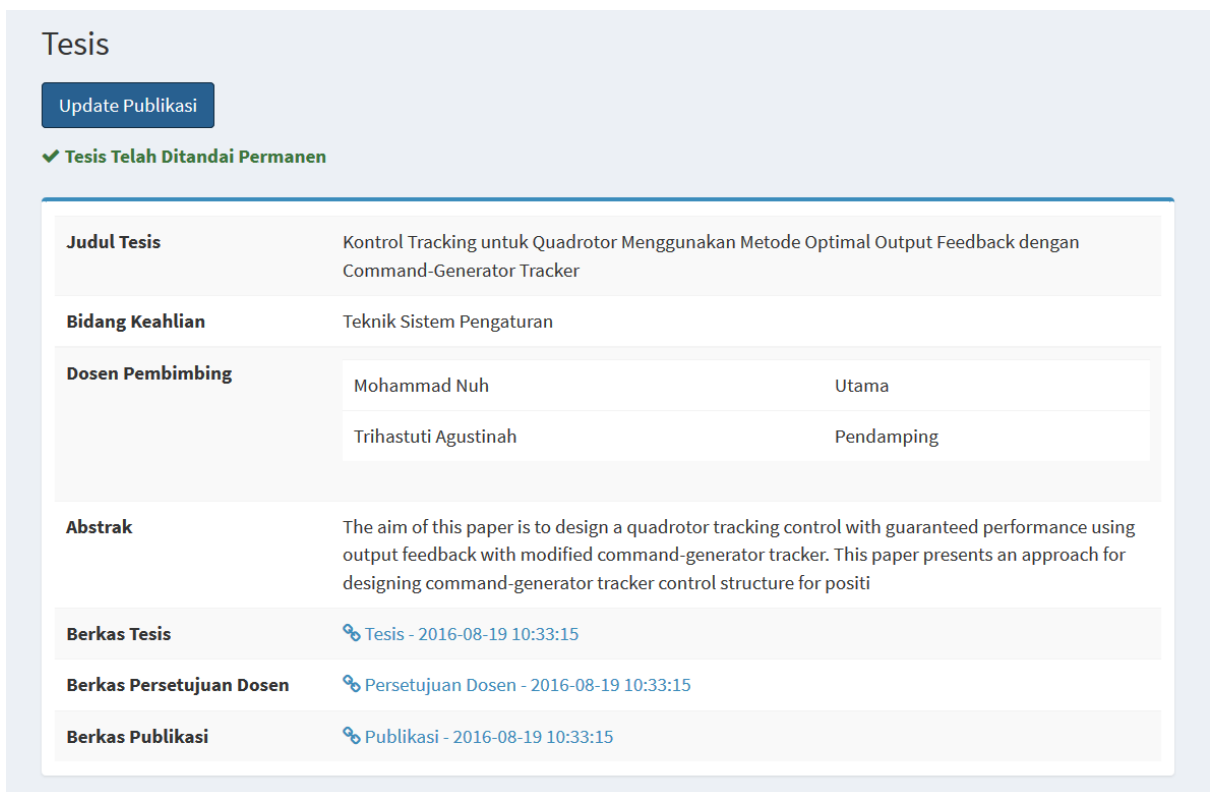 Tesis
Update Publikasi
Tesis Telah Ditandai Permanen
Judul Tesis
Kontrol Tracking untuk Quadrotor Menggunakan Metode Optimal Output Feedback dengan
Command-Generator Tracker
Bidang Keahlian
Teknik Sistem Pengaturan
Dosen Pembimbing
Mohammad Nuh
Utama
Trihastuti Agustinah
Pendamping
Abstrak
The aim of this paper is to design a quadrotor tracking control with guaranteed performance using
output feedback with modified command-generator tracker. This paper presents an approach for
designing command-generator tracker control structure for positi
Berkas Tesis
Tesis - 2016-08-19 10:33:15
Berkas Persetujuan Dosen
Persetujuan Dosen - 2016-08-19 10:33:15
Berkas Publikasi
Publikasi - 2016-08-19 10:33:15